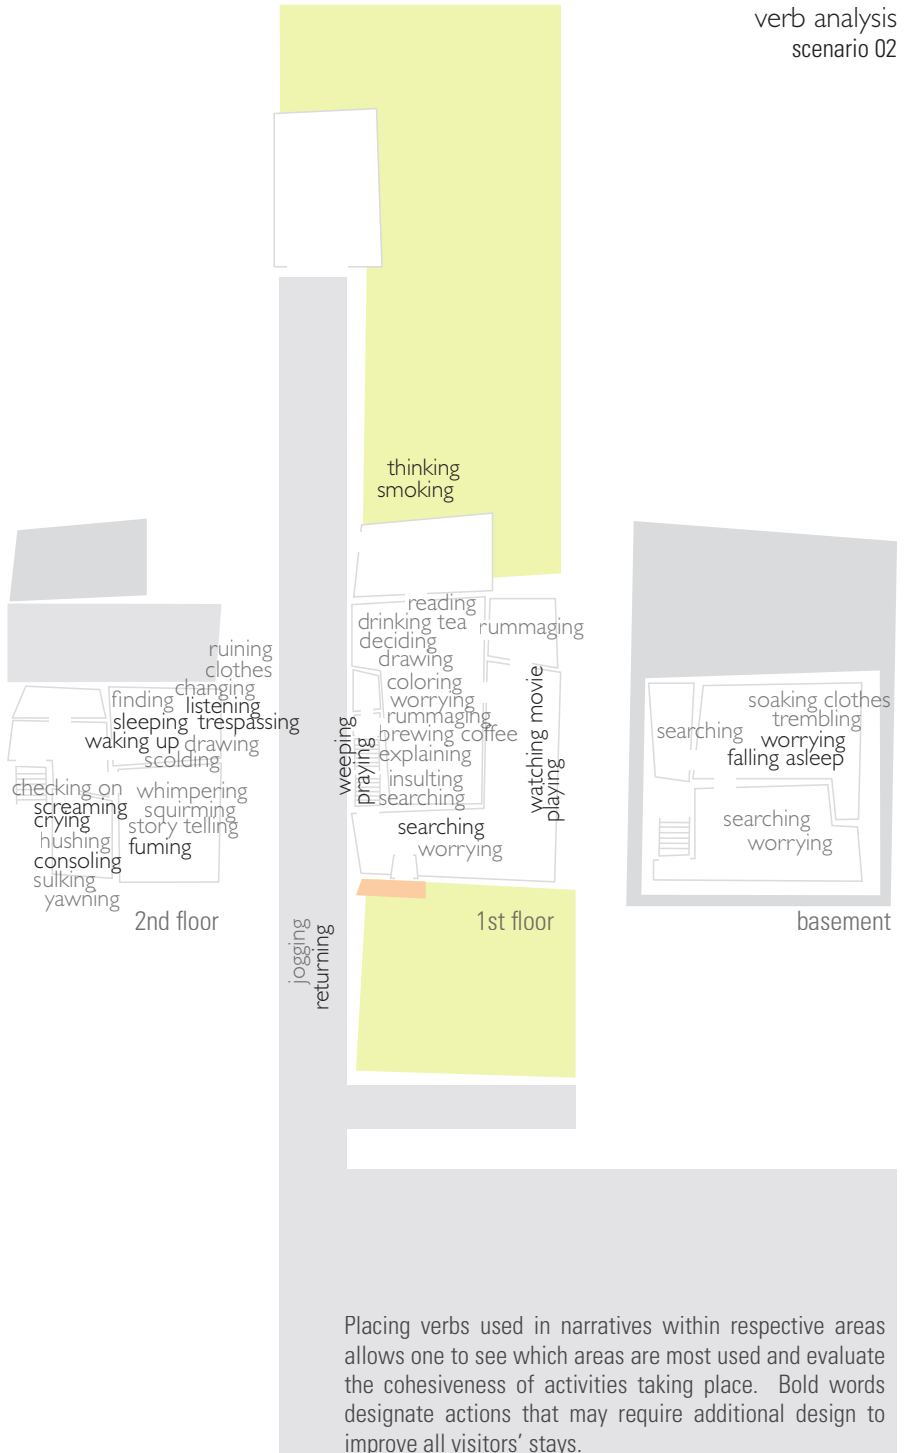 verb analysis
scenario 02
thinking
smoking
reading
drinking tea
deciding
drawing
coloring
worrying
rummaging
brewing coffee
explaining
insulting
searching
searching
worrying
rummaging
watching movie
playing
weeping
praying
ruining
clothes
changing
finding
listening
sleeping
trespassing
waking up
drawing
scolding
checking on
screaming
crying
hushing
consoling
sulking
yawning
whimpering
squirming
story telling
fuming
2nd floor
jogging
returning
1st floor
soaking clothes
trembling
searching
worrying
falling asleep
searching
worrying
basement
Placing verbs used in narratives within respective areas
allows one to see which areas are most used and evaluate
the cohesiveness of activities taking place. Bold words
designate actions that may require additional design to
improve all visitors' stays.